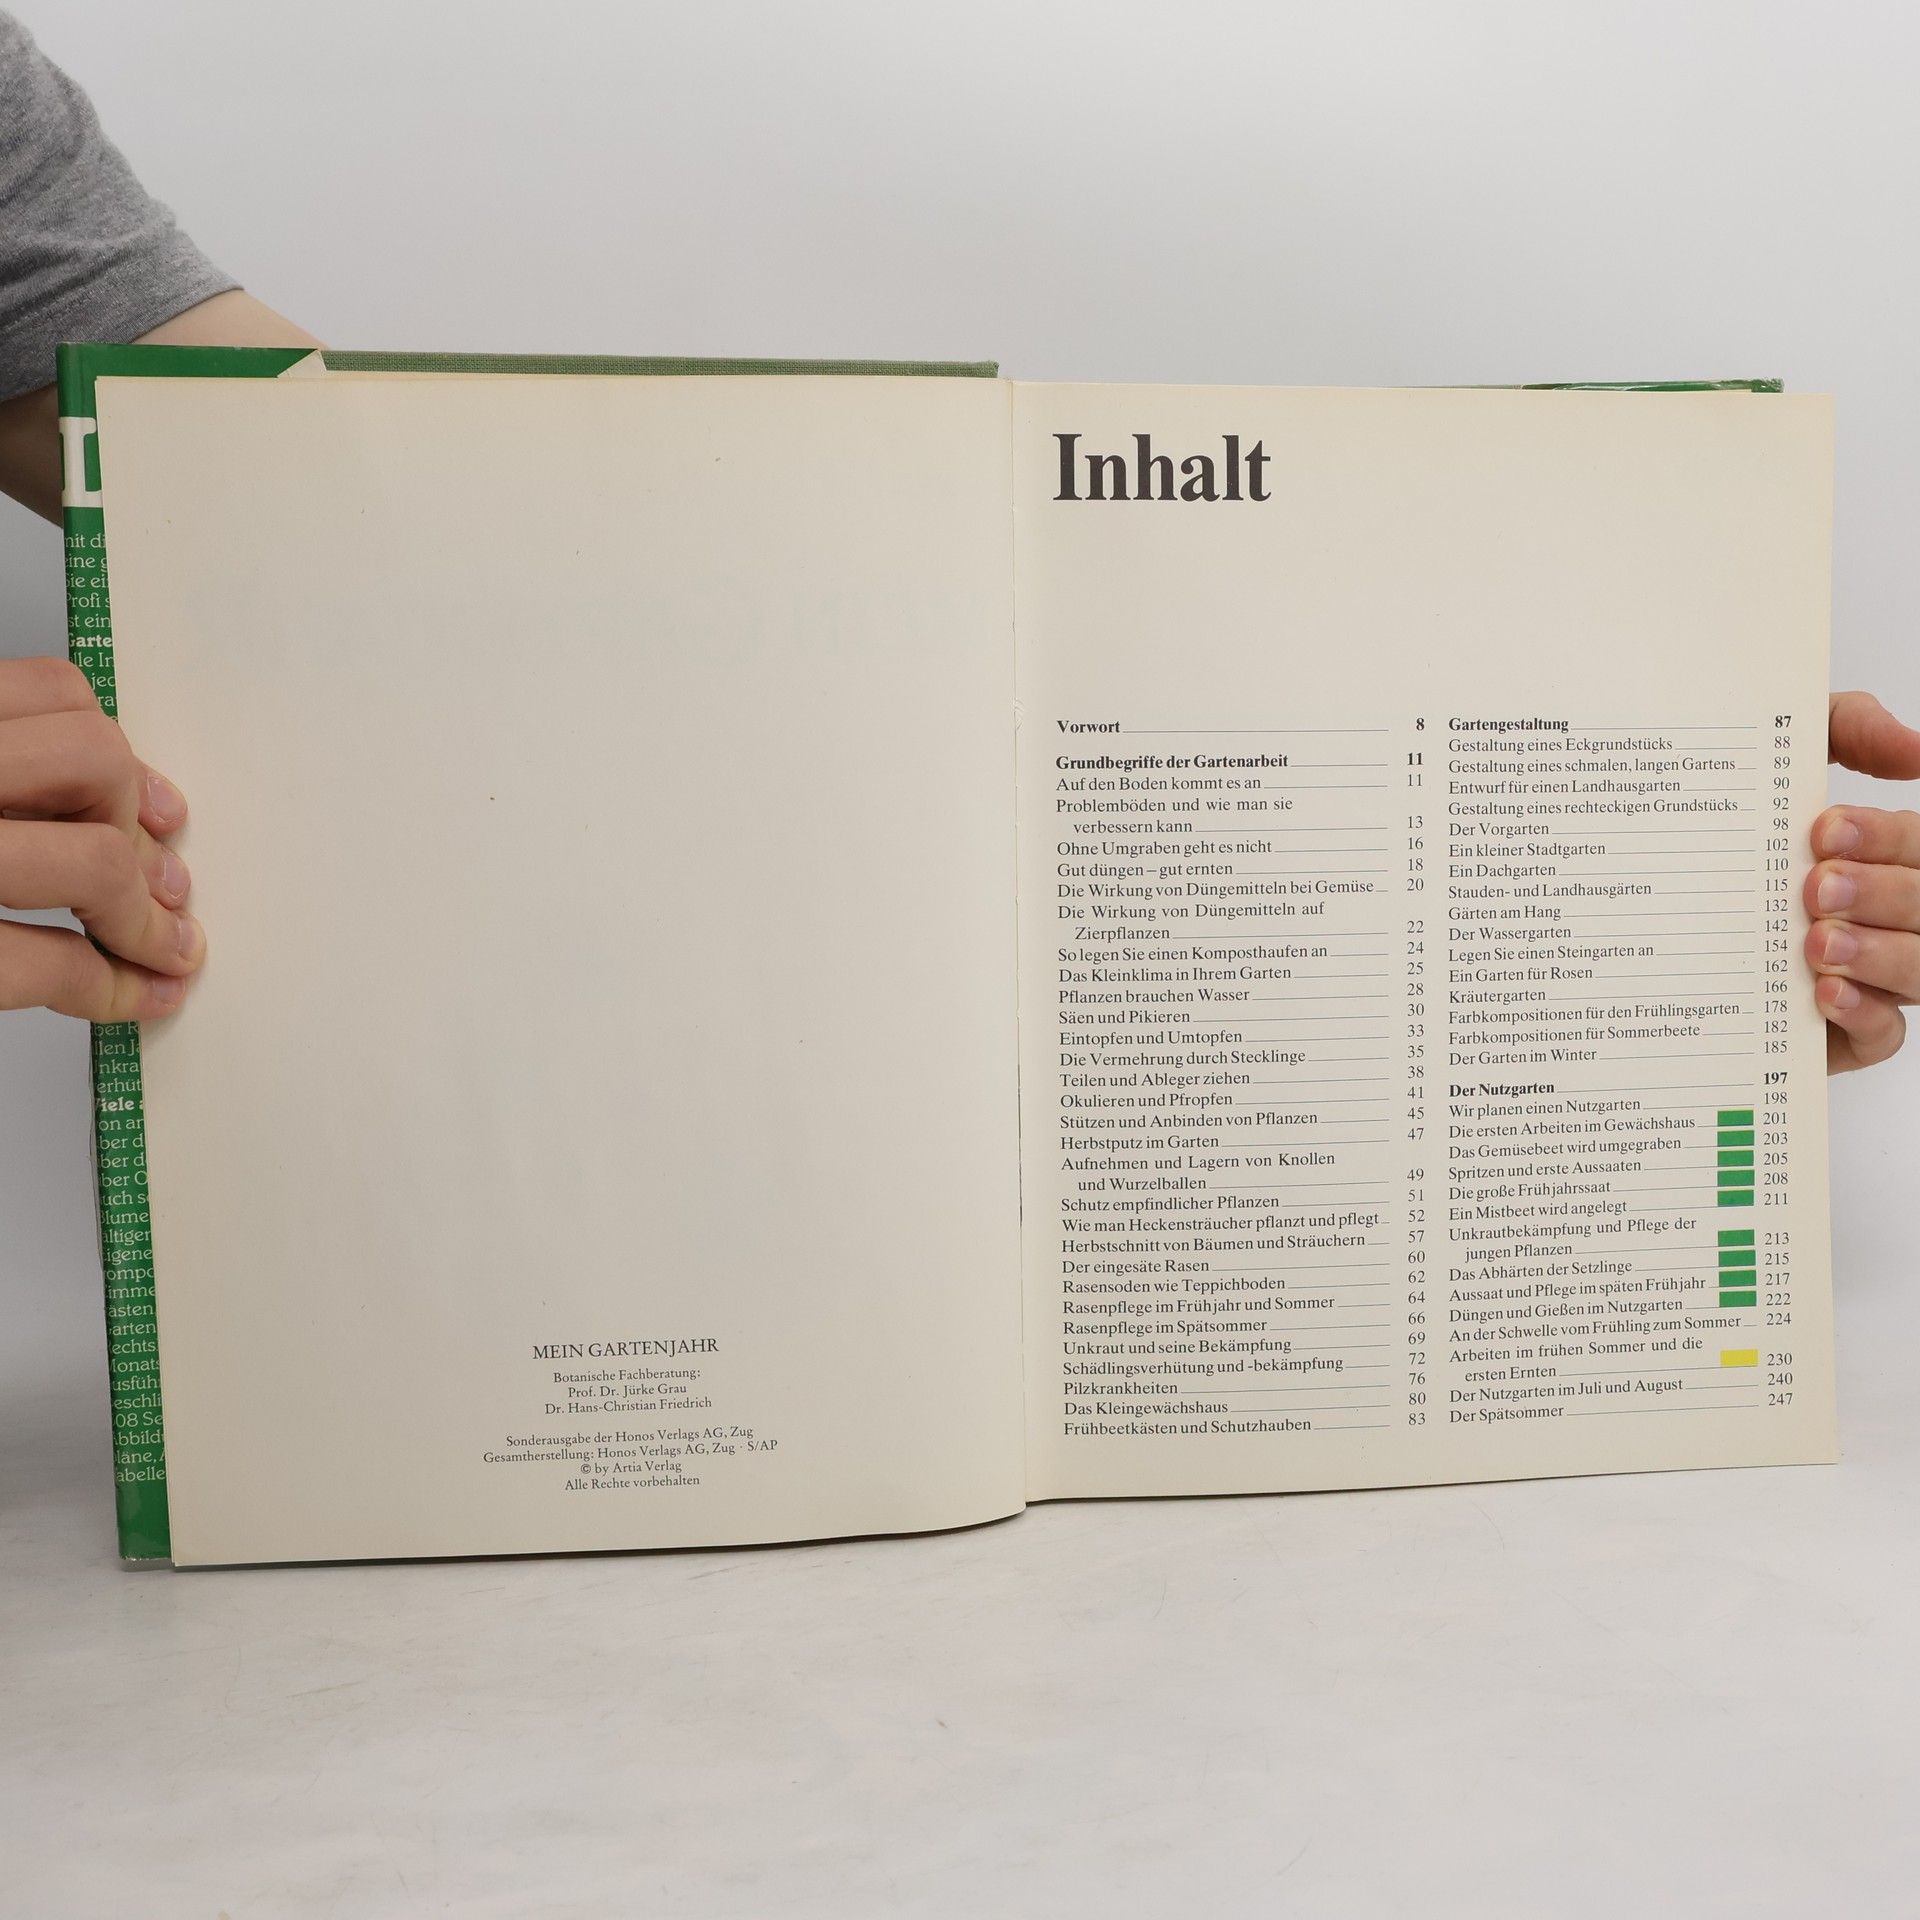 MEIN GARTENJAHR
Botanische Fachberatung:
Prof. Dr. Jürke Grau
Dr. Hans-Christian Friedrich
Sonderausgabe der Honos Verlags AG, Zug
Gesamtherstellung: Honos Verlags AG, Zug · S/AP
© by Artia Verlag
Alle Rechte vorbehalten
Inhalt
Vorwort 8
Grundbegriffe der Gartenarbeit 11
Auf den Boden kommt es an 11
Problemböden und wie man sie
verbessern kann 13
Ohne Umgraben geht es nicht 16
Gut düngen – gut ernten 18
Die Wirkung von Düngemitteln bei Gemüse 20
Die Wirkung von Düngemitteln auf
Zierpflanzen 22
So legen Sie einen Komposthaufen an 24
Das Kleinklima in Ihrem Garten 25
Pflanzen brauchen Wasser 28
Säen und Pikieren 30
Eintopfen und Umtopfen 33
Die Vermehrung durch Stecklinge 35
Teilen und Ableger ziehen 38
Okulieren und Pfropfen 41
Stützen und Anbinden von Pflanzen 45
Herbstputz im Garten 47
Aufnehmen und Lagern von Knollen
und Wurzelballen 49
Schutz empfindlicher Pflanzen 51
Wie man Heckensträucher pflanzt und pflegt 52
Herbstschnitt von Bäumen und Sträuchern 57
Der eingesäte Rasen 60
Rasensoden wie Teppichboden 62
Rasenpflege im Frühjahr und Sommer 64
Rasenpflege im Spätsommer 66
Unkraut und seine Bekämpfung 69
Schädlingsverhütung und -bekämpfung 72
Pilzkrankheiten 76
Das Kleingewächshaus 80
Frühbeetkästen und Schutzhauben 83
Gartengestaltung 87
Gestaltung eines Eckgrundstücks 88
Gestaltung eines schmalen, langen Gartens 89
Entwurf für einen Landhausgarten 90
Gestaltung eines rechteckigen Grundstücks 92
Der Vorgarten 98
Ein kleiner Stadtgarten 102
Ein Dachgarten 110
Stauden- und Landhausgärten 115
Gärten am Hang 132
Der Wassergarten 142
Legen Sie einen Steingarten an 154
Ein Garten für Rosen 162
Kräutergarten 166
Farbkompositionen für den Frühlingsgarten 178
Farbkompositionen für Sommerbeete 182
Der Garten im Winter 185
Der Nutzgarten 197
Wir planen einen Nutzgarten 198
Die ersten Arbeiten im Gewächshaus 201
Das Gemüsebeet wird umgegraben 203
Spritzen und erste Aussaaten 205
Die große Frühjahrssaat 208
Ein Mistbeet wird angelegt 211
Unkrautbekämpfung und Pflege der
jungen Pflanzen 213
Das Abhärten der Setzlinge 215
Aussaat und Pflege im späten Frühjahr 217
Düngen und Gießen im Nutzgarten 222
An der Schwelle vom Frühling zum Sommer 224
Arbeiten im frühen Sommer und die
ersten Ernten 230
Der Nutzgarten im Juli und August 240
Der Spätsommer 247